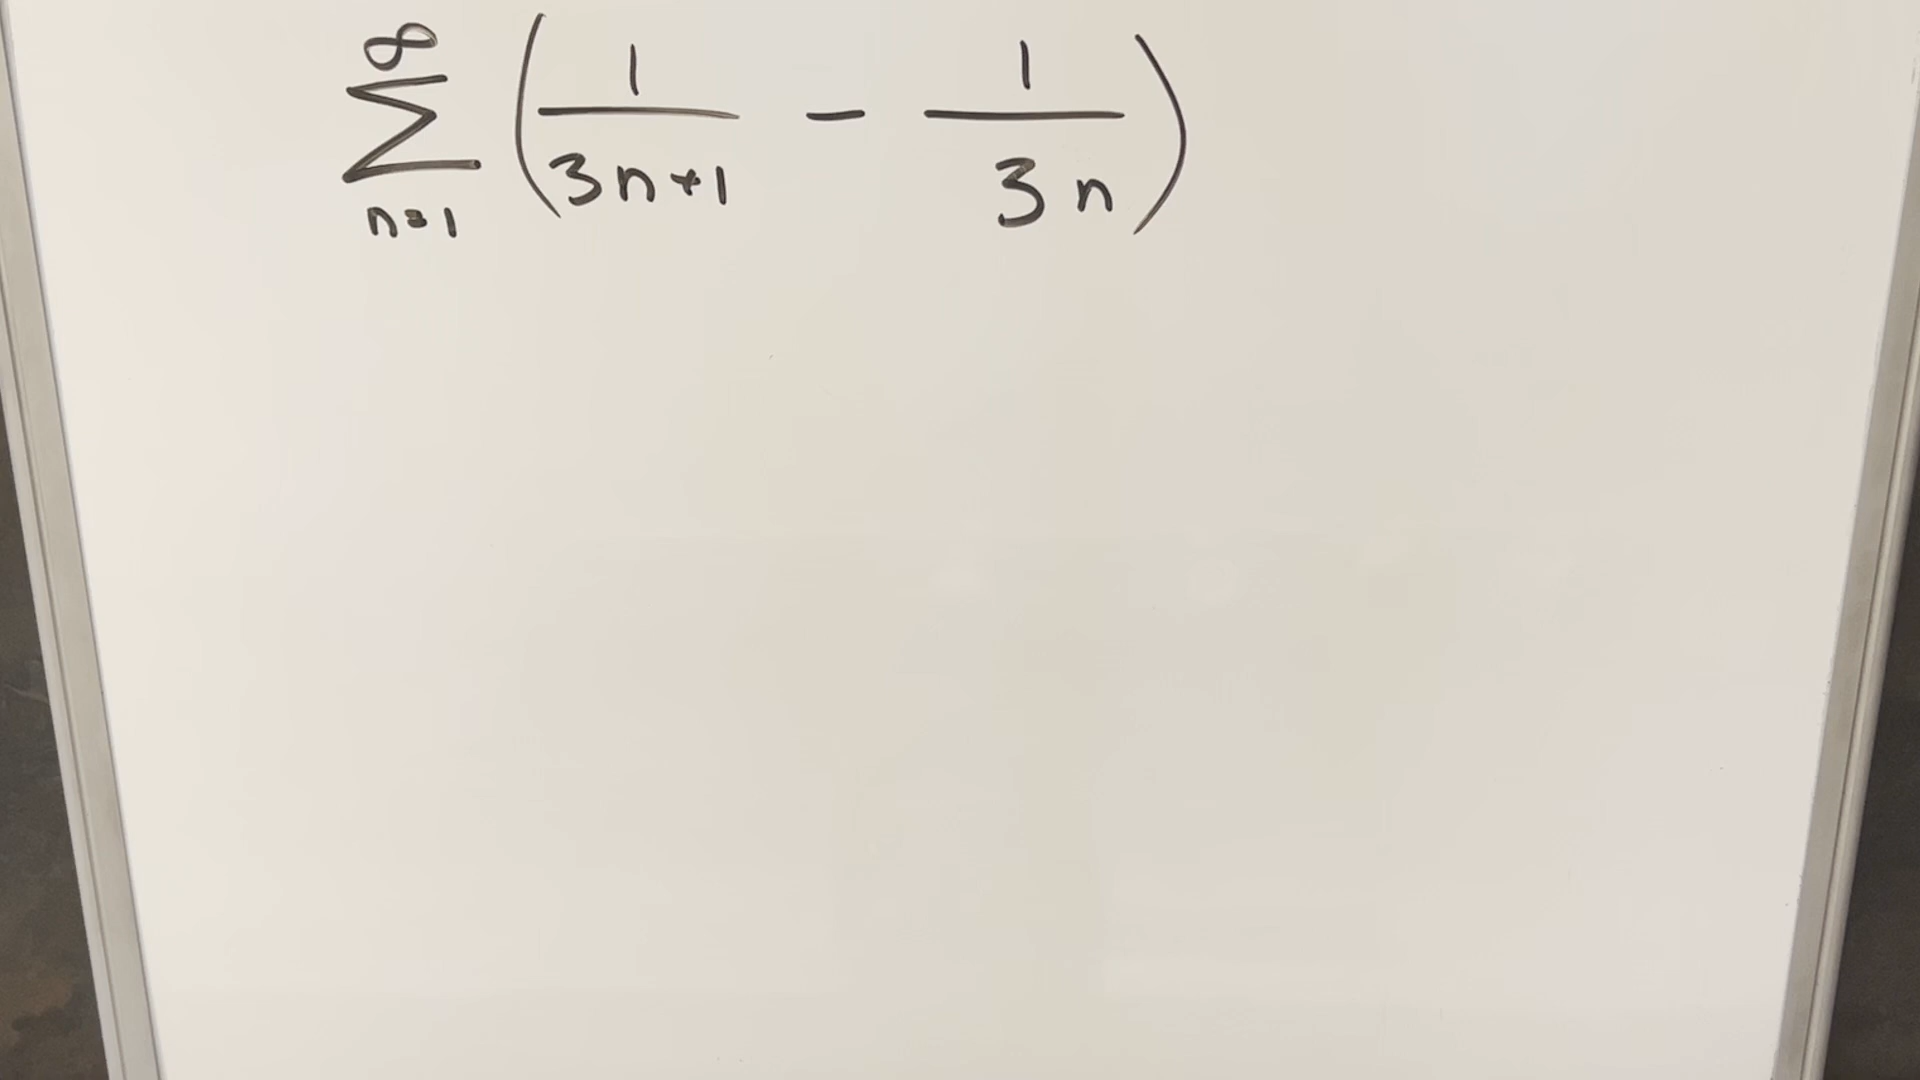 ∞
∑ ( 1/(3n+1) − 1/(3n) )
n=1